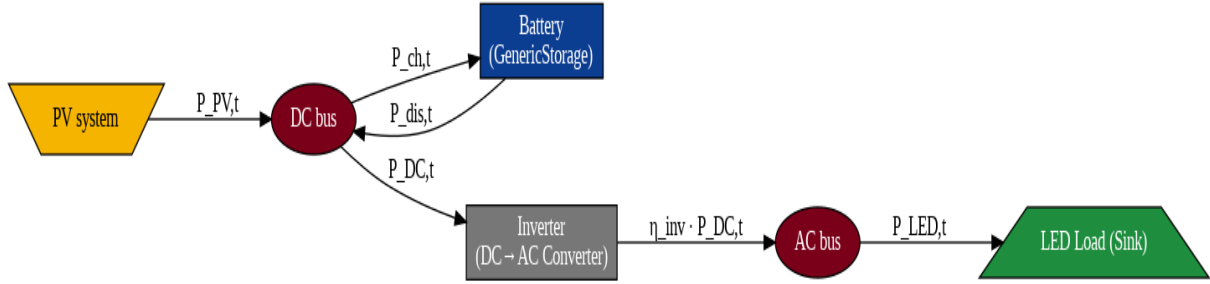 Battery
(GenericStorage)
P_ch,t
P_PV,t
PV system
DC bus
P_dis,t
P_DC,t
Inverter
(DC→AC Converter)
η_inv · P_DC,t
AC bus
P_LED,t
LED Load (Sink)